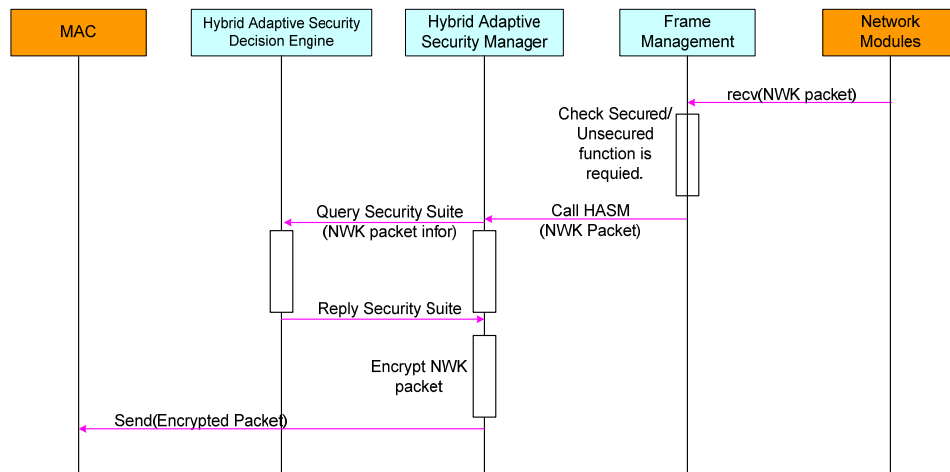 MAC
Hybrid Adaptive Security
Decision Engine
Hybrid Adaptive
Security Manager
Frame
Management
Network
Modules
recv(NWK packet)
Check Secured/
Unsecured
function is
requied.
Call HASM
(NWK Packet)
Query Security Suite
(NWK packet infor)
Reply Security Suite
Encrypt NWK
packet
Send(Encrypted Packet)